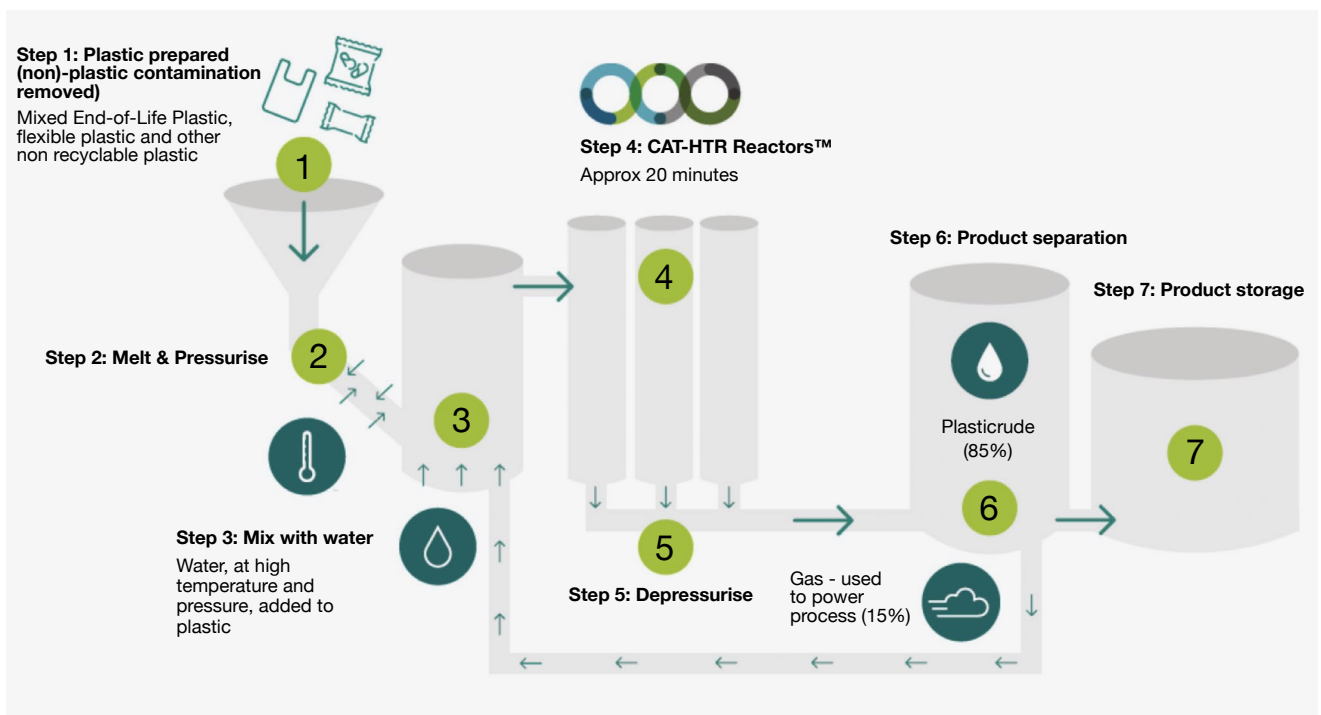 Step 1: Plastic prepared
(non)-plastic contamination
removed)
Mixed End-of-Life Plastic,
flexible plastic and other
non recyclable plastic
1
Step 2: Melt & Pressurise
2
Step 3: Mix with water
Water, at high
temperature and
pressure, added to
plastic
3
Step 4: CAT-HTR Reactors™
Approx 20 minutes
4
5
Step 5: Depressurise
Step 6: Product separation
Plasticrude
(85%)
6
Gas - used
to power
process (15%)
Step 7: Product storage
7